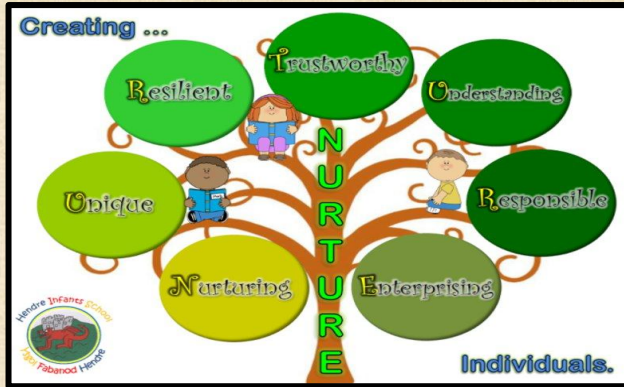 Creating ...
Nurturing
Unique
Resilient
Trustworthy
Understanding
Responsible
Enterprising
NURTURE
Hendre Infants School
Ysgol Fabanod Hendre
Individuals.